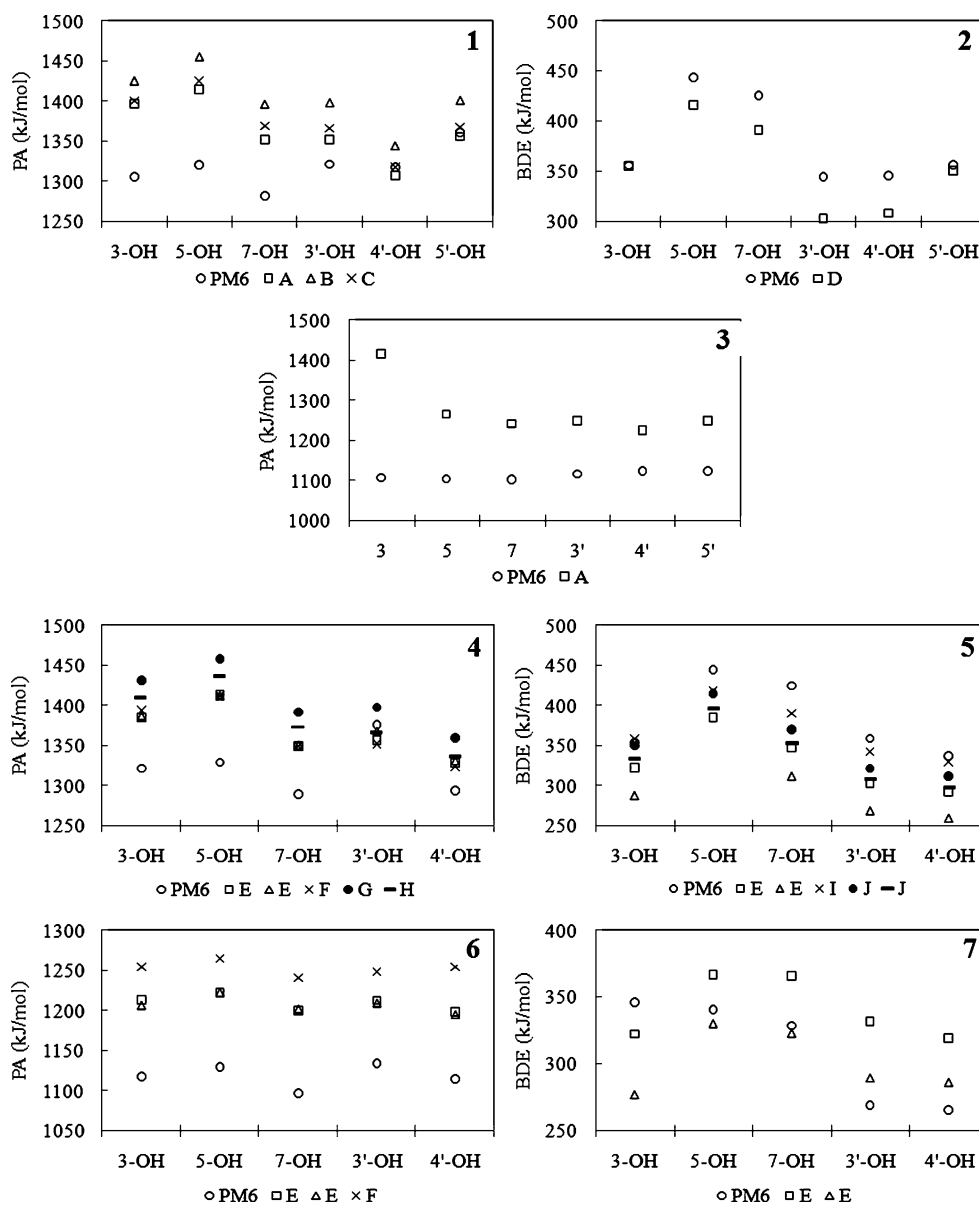 1
PA (kJ/mol)
1500
1450
1400
1350
1300
1250
3-OH 5-OH 7-OH 3'-OH 4'-OH 5'-OH
PM6 A B C
2
BDE (kJ/mol)
500
450
400
350
300
3-OH 5-OH 7-OH 3'-OH 4'-OH 5'-OH
PM6 D
3
PA (kJ/mol)
1500
1400
1300
1200
1100
1000
3 5 7 3' 4' 5'
PM6 A
4
PA (kJ/mol)
1500
1450
1400
1350
1300
1250
3-OH 5-OH 7-OH 3'-OH 4'-OH
PM6 E E F G H
5
BDE (kJ/mol)
500
450
400
350
300
250
3-OH 5-OH 7-OH 3'-OH 4'-OH
PM6 E E I J J
6
PA (kJ/mol)
1300
1250
1200
1150
1100
1050
3-OH 5-OH 7-OH 3'-OH 4'-OH
PM6 E E F
7
BDE (kJ/mol)
400
350
300
250
3-OH 5-OH 7-OH 3'-OH 4'-OH
PM6 E E